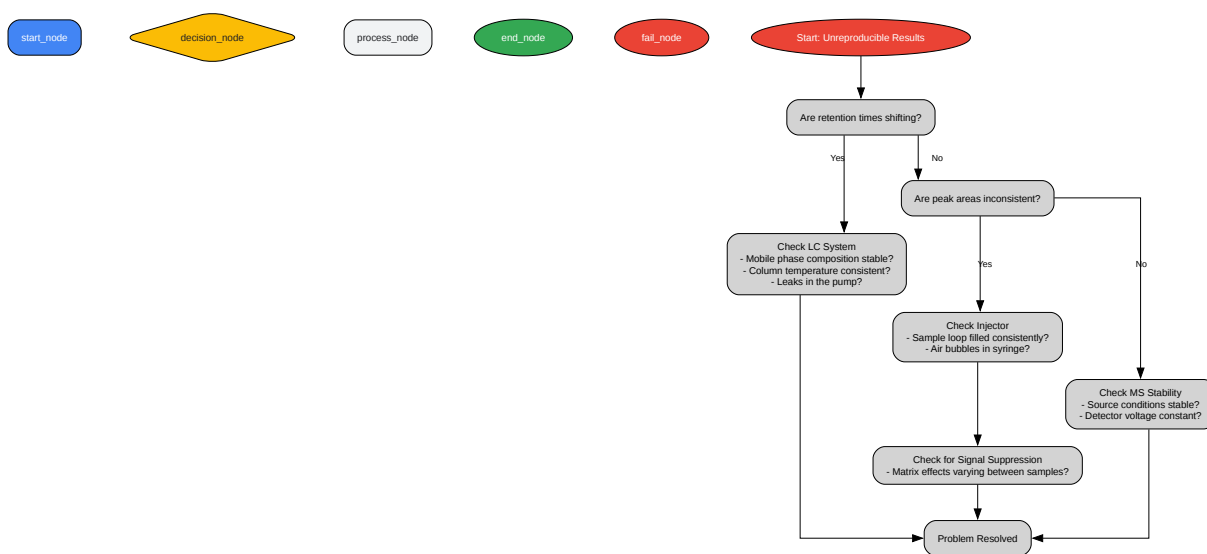 start_node
decision_node
process_node
end_node
fail_node
Start: Unreproducible Results
Are retention times shifting?
Yes
No
Are peak areas inconsistent?
Check LC System
- Mobile phase composition stable?
- Column temperature consistent?
- Leaks in the pump?
Yes
No
Check Injector
- Sample loop filled consistently?
- Air bubbles in syringe?
Check MS Stability
- Source conditions stable?
- Detector voltage constant?
Check for Signal Suppression
- Matrix effects varying between samples?
Problem Resolved